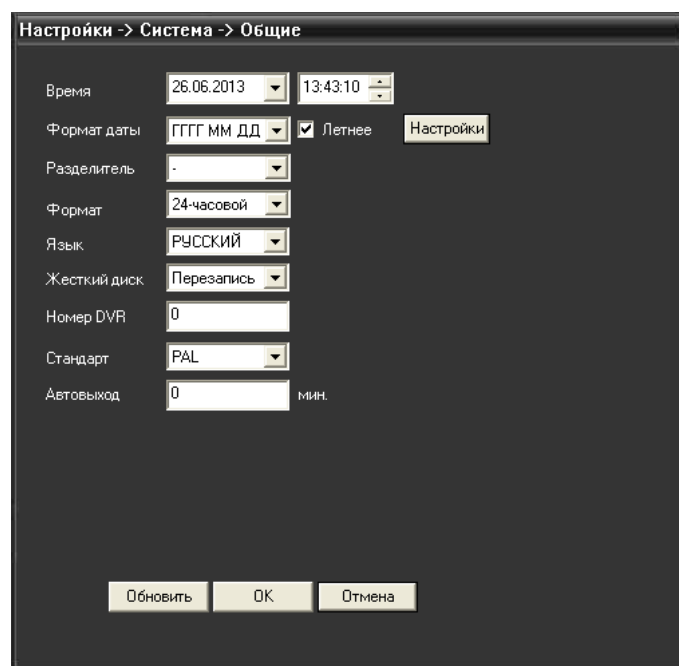 Настройки -> Система -> Общие
Время 26.06.2013 13:43:10
Формат даты ГГГГ ММ ДД Летнее Настройки
Разделитель -
Формат 24-часовой
Язык РУССКИЙ
Жесткий диск Перезапись
Номер DVR 0
Стандарт PAL
Автовыход 0 мин.
Обновить OK Отмена